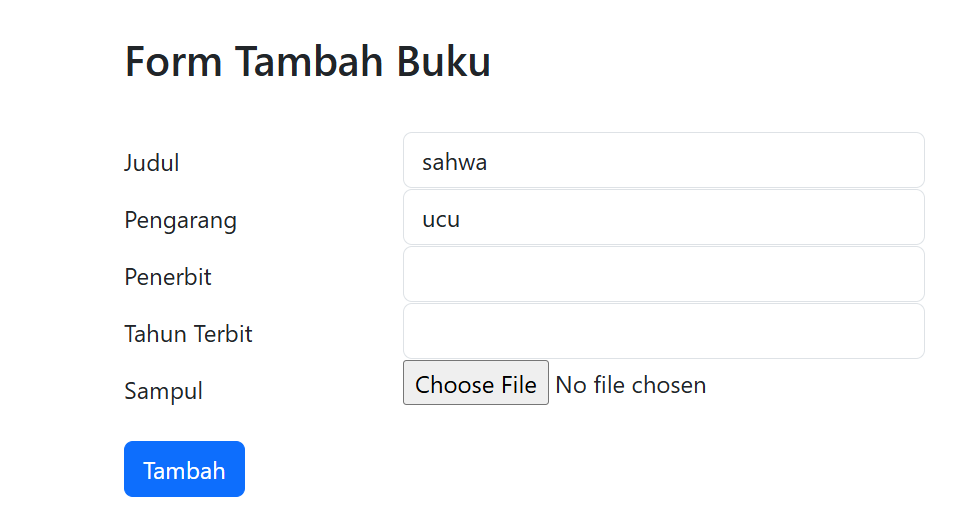 Form Tambah Buku
Judul sahwa
Pengarang ucu
Penerbit
Tahun Terbit
Sampul Choose File No file chosen
Tambah